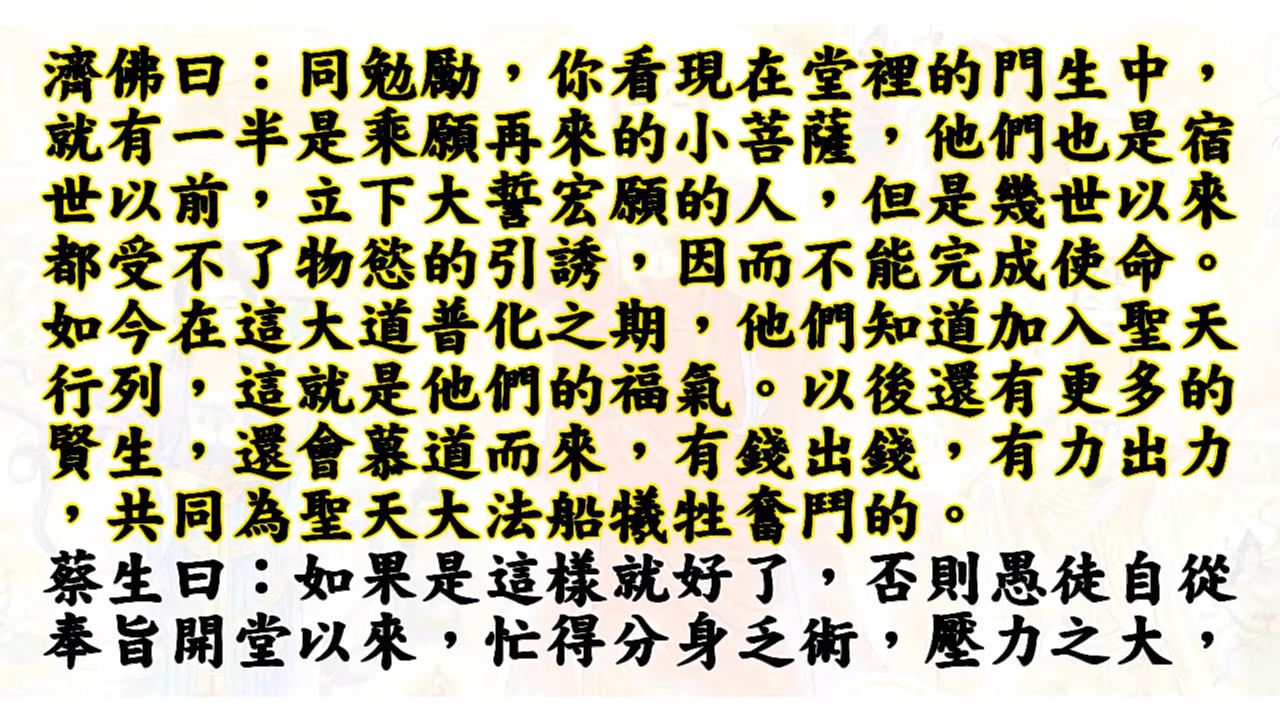 濟佛曰：同勉勵，你看現在堂裡的門生中，
就有一半是乘願再來的小菩薩，他們也是宿
世以前，立下大誓宏願的人，但是幾世以來
都受不了物慾的引誘，因而不能完成使命。
如今在這大道普化之期，他們知道加入聖天
行列，這就是他們的福氣。以後還有更多的
賢生，還會慕道而來，有錢出錢，有力出力
，共同為聖天大法船犧牲奮鬥的。
蔡生曰：如果是這樣就好了，否則愚徒自從
奉旨開堂以來，忙得分身乏術，壓力之大，